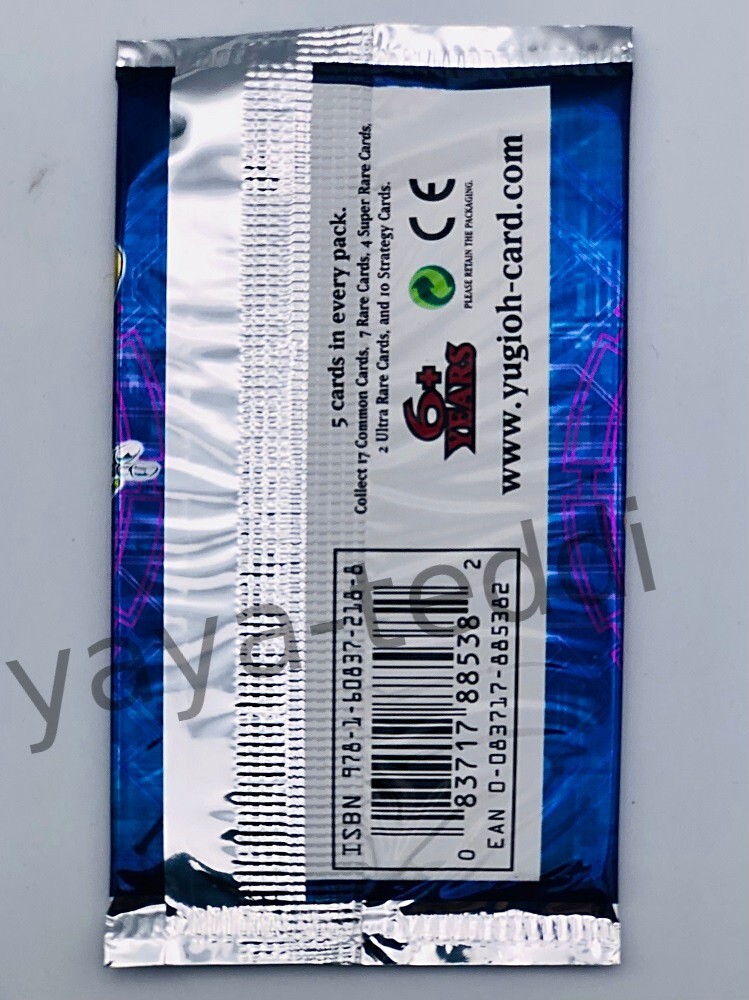 5 cards in every pack.
Collect 17 Common Cards, 7 Rare Cards, 4 Super Rare Cards,
2 Ultra Rare Cards, and 10 Strategy Cards.
6+
YEARS
CE
PLEASE RETAIN THE PACKAGING.
www.yugioh-card.com
ISBN 978-1-60837-218-8
0 83717 88538 2
EAN 0-083717-885382
yaya-teddi